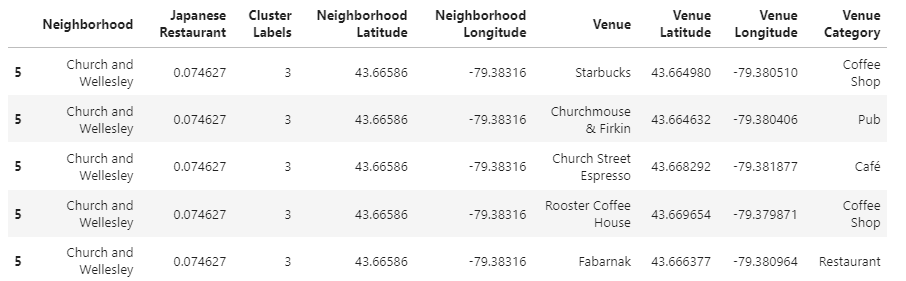 Neighborhood Japanese Restaurant Cluster Labels Neighborhood Latitude Neighborhood Longitude Venue Venue Latitude Venue Longitude Venue Category
5 Church and Wellesley 0.074627 3 43.66586 -79.38316 Starbucks 43.664980 -79.380510 Coffee Shop
5 Church and Wellesley 0.074627 3 43.66586 -79.38316 Churchmouse & Firkin 43.664632 -79.380406 Pub
5 Church and Wellesley 0.074627 3 43.66586 -79.38316 Church Street Espresso 43.668292 -79.381877 Café
5 Church and Wellesley 0.074627 3 43.66586 -79.38316 Rooster Coffee House 43.669654 -79.379871 Coffee Shop
5 Church and Wellesley 0.074627 3 43.66586 -79.38316 Fabarnak 43.666377 -79.380964 Restaurant